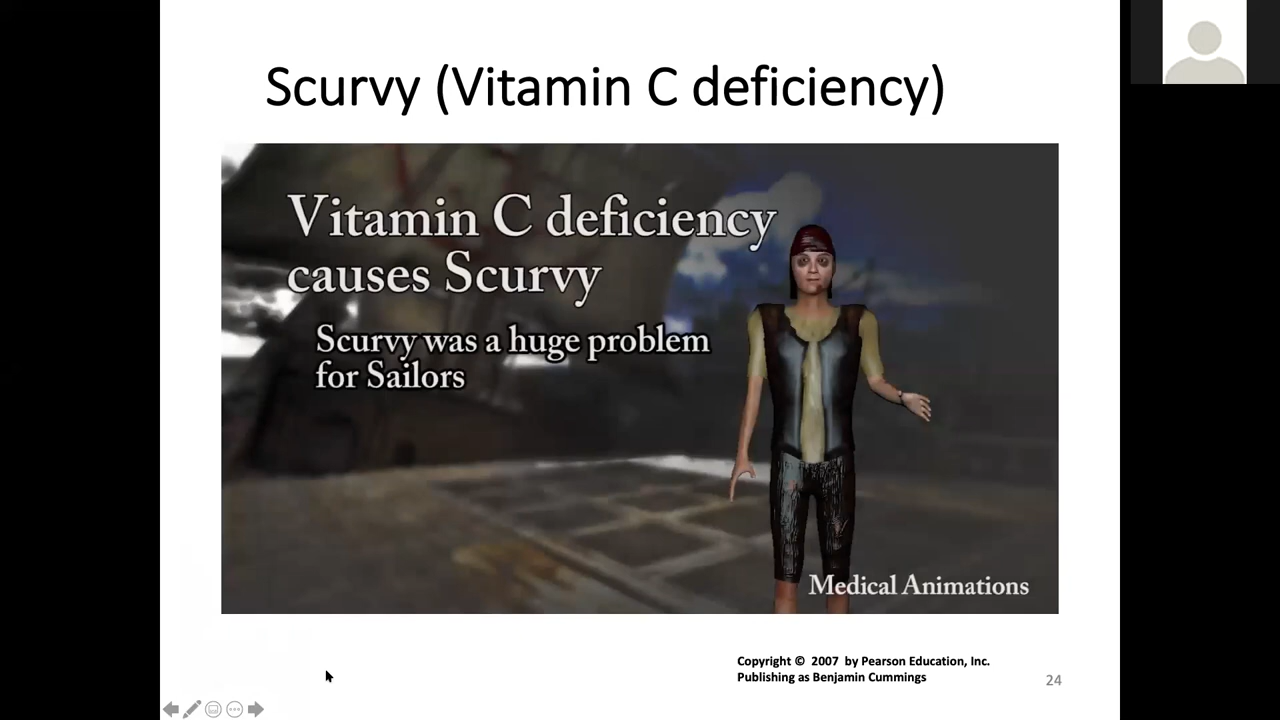 Scurvy (Vitamin C deficiency)
Vitamin C deficiency
causes Scurvy
Scurvy was a huge problem
for Sailors
Medical Animations
Copyright © 2007 by Pearson Education, Inc.
Publishing as Benjamin Cummings
24